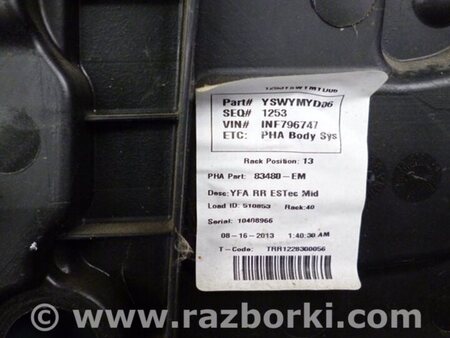 Part# YSWYMYD06
SEQ# 1253
VIN# INF796747
ETC: PHA Body Sys
Rack Position: 13
PHA Part: 83480-EM
Desc: YFA RR ESTec Mid
Load ID: 510853 Rack: 40
Serial: 10408966
08-16-2013 1:40:30 AM
T-Code: TRR1228300056
www.razborki.com